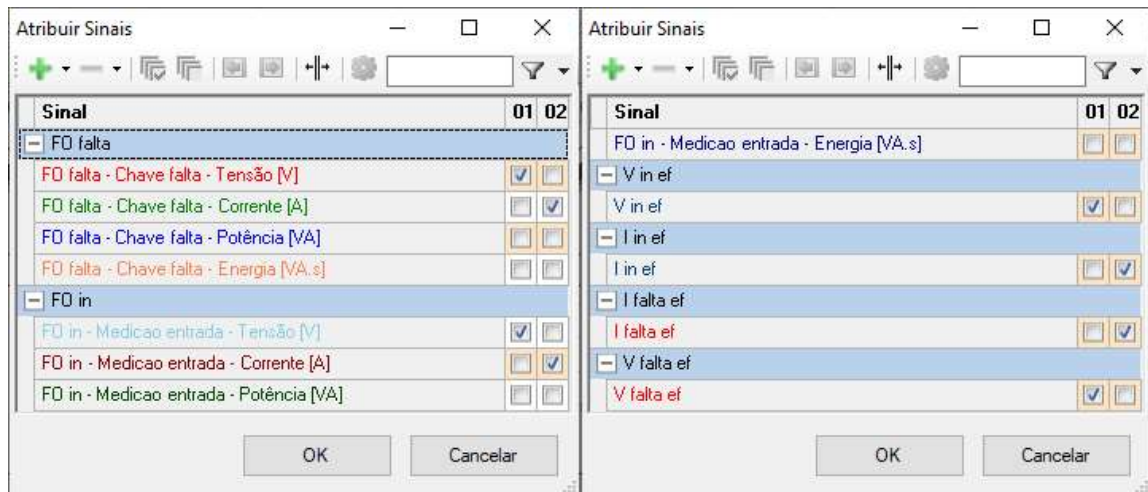 Atribuir Sinais
Sinal 01 02
FO falta
FO falta - Chave falta - Tensão [V]
FO falta - Chave falta - Corrente [A]
FO falta - Chave falta - Potência [VA]
FO falta - Chave falta - Energia [VA.s]
FO in
FO in - Medicao entrada - Tensão [V]
FO in - Medicao entrada - Corrente [A]
FO in - Medicao entrada - Potência [VA]
OK Cancelar
Atribuir Sinais
Sinal 01 02
FO in - Medicao entrada - Energia [VA.s]
V in ef
V in ef
I in ef
I in ef
I falta ef
I falta ef
V falta ef
V falta ef
OK Cancelar